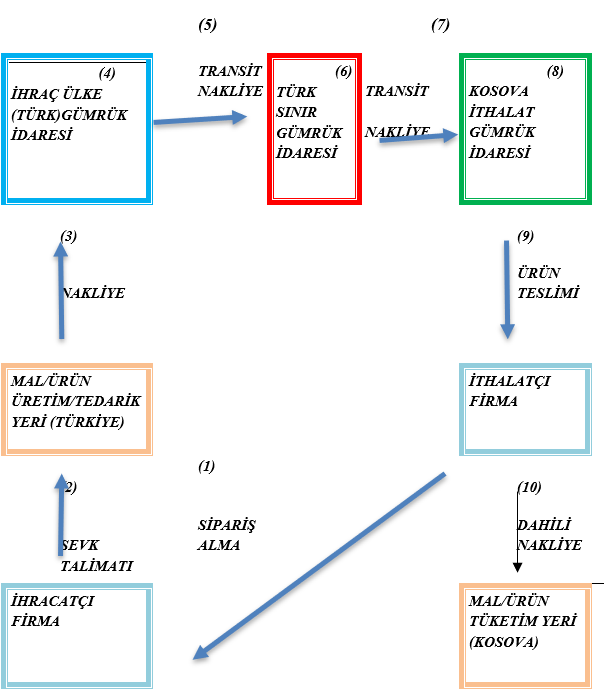 (5)
(7)
(4)
İHRAÇ ÜLKE
(TÜRK)GÜMRÜK
İDARESİ
TRANSİT
NAKLİYE
(6)
TÜRK
SINIR
GÜMRÜK
İDARESİ
TRANSİT
NAKLİYE
(8)
KOSOVA
İTHALAT
GÜMRÜK
İDARESİ
(3)
NAKLİYE
(9)
ÜRÜN
TESLİMİ
MAL/ÜRÜN
ÜRETİM/TEDARİK
YERİ (TÜRKİYE)
İTHALATÇI
FİRMA
(1)
SİPARİŞ
ALMA
(2)
SEVK
TALİMATI
(10)
DAHİLİ
NAKLİYE
İHRACATÇI
FİRMA
MAL/ÜRÜN
TÜKETİM YERİ
(KOSOVA)